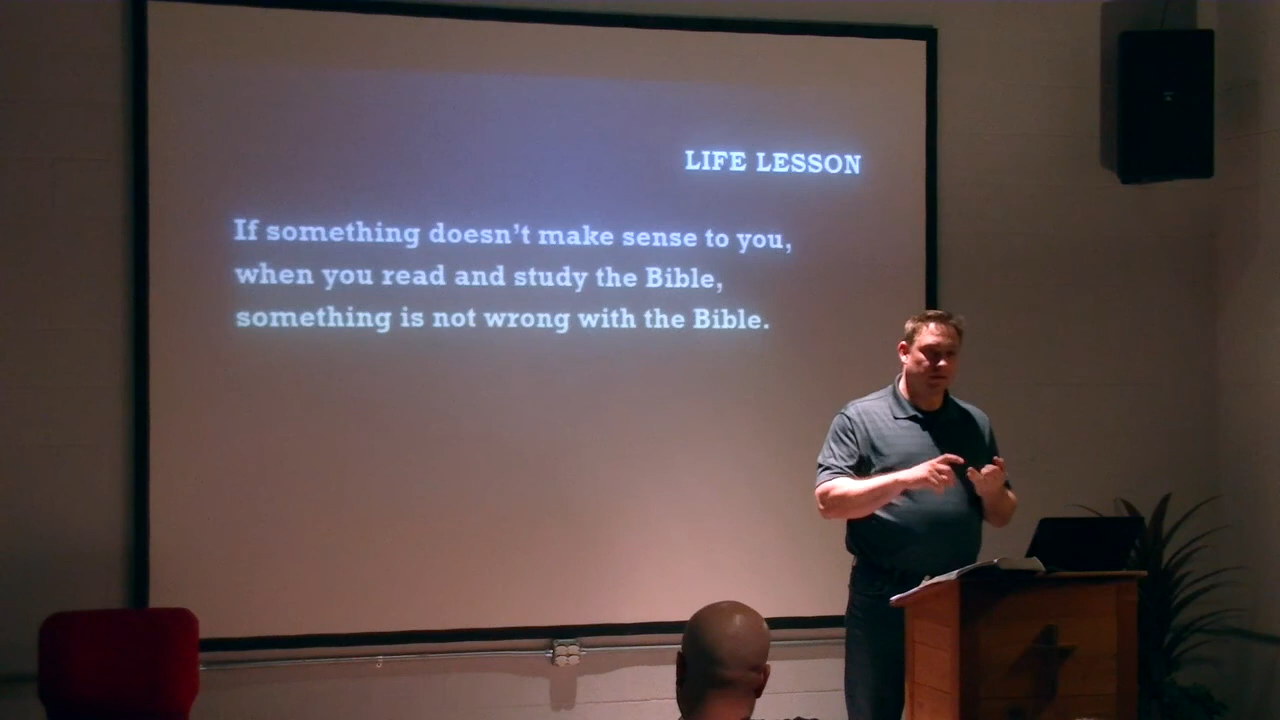 LIFE LESSON
If something doesn't make sense to you,
when you read and study the Bible,
something is not wrong with the Bible.